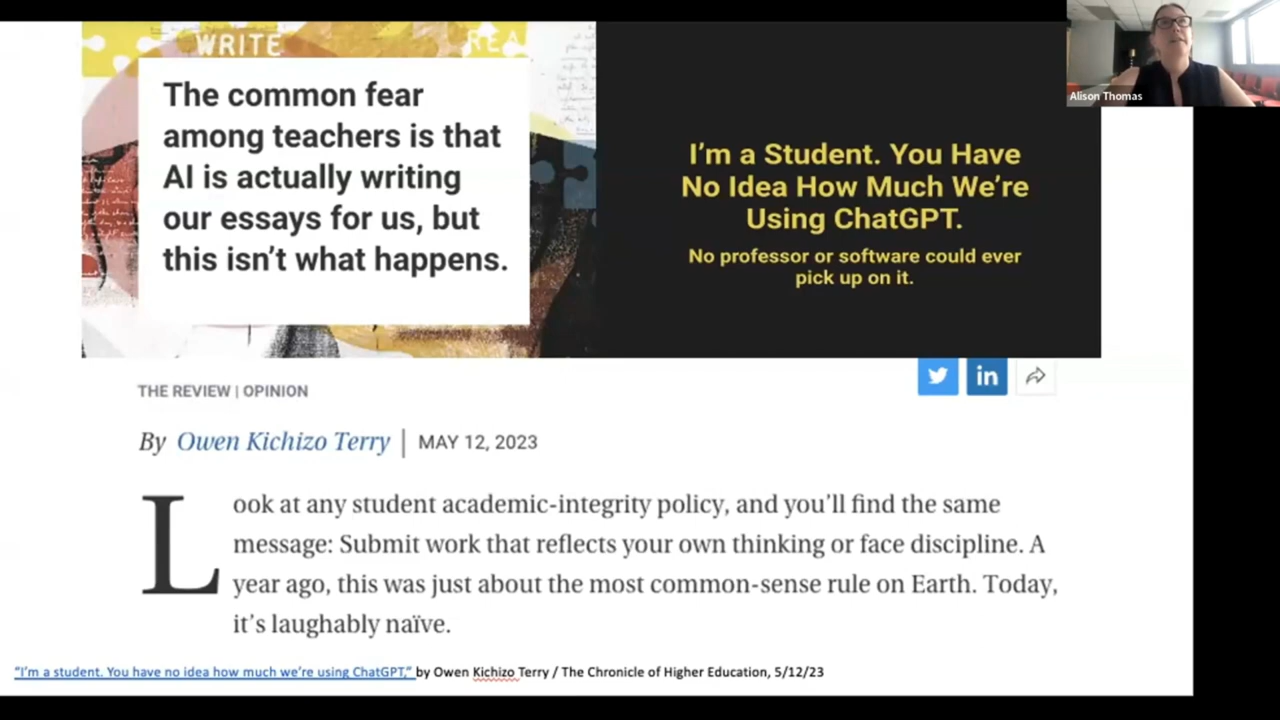 WRITE
REA
The common fear
among teachers is that
AI is actually writing
our essays for us, but
this isn't what happens.
I'm a Student. You Have
No Idea How Much We're
Using ChatGPT.
No professor or software could ever
pick up on it.
Alison Thomas
THE REVIEW | OPINION
in
By Owen Kichizo Terry | MAY 12, 2023
Look at any student academic-integrity policy, and you'll find the same
message: Submit work that reflects your own thinking or face discipline. A
year ago, this was just about the most common-sense rule on Earth. Today,
it's laughably naïve.
"I'm a student. You have no idea how much we're using ChatGPT," by Owen Kichizo Terry / The Chronicle of Higher Education, 5/12/23